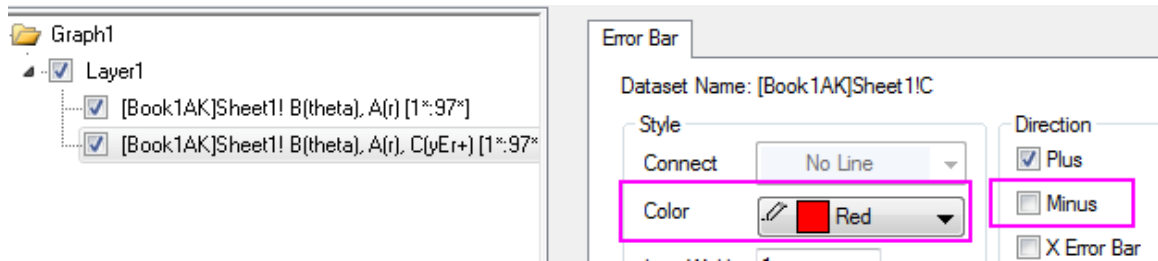 Graph1
Layer1
[Book1AK]Sheet1! B(theta), A(r) [1*:97*]
[Book1AK]Sheet1! B(theta), A(r), C(yEr+) [1*:97*
Error Bar
Dataset Name: [Book1AK]Sheet1!C
Style
Connect No Line
Color Red
Direction
Plus
Minus
X Error Bar